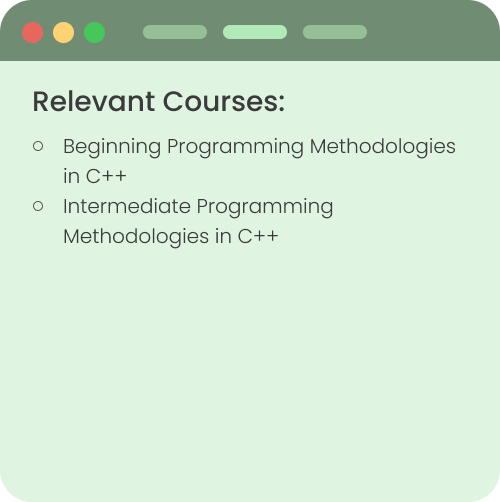 Relevant Courses:
○ Beginning Programming Methodologies
in C++
○ Intermediate Programming
Methodologies in C++